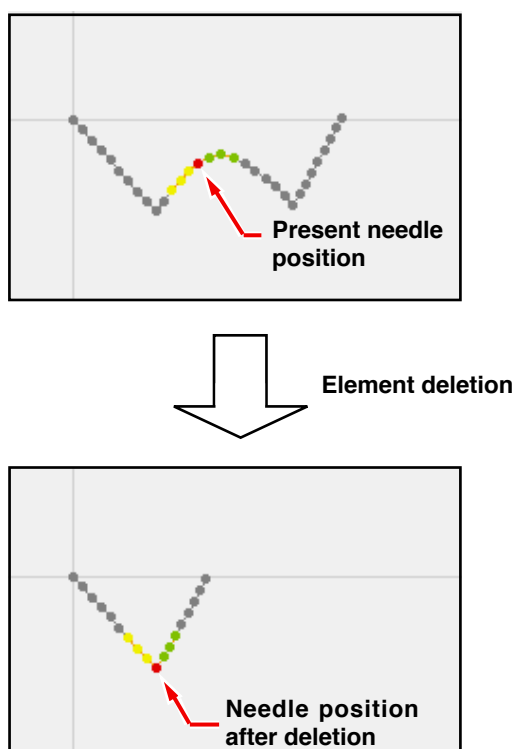 Present needle
position
Element deletion
Needle position
after deletion